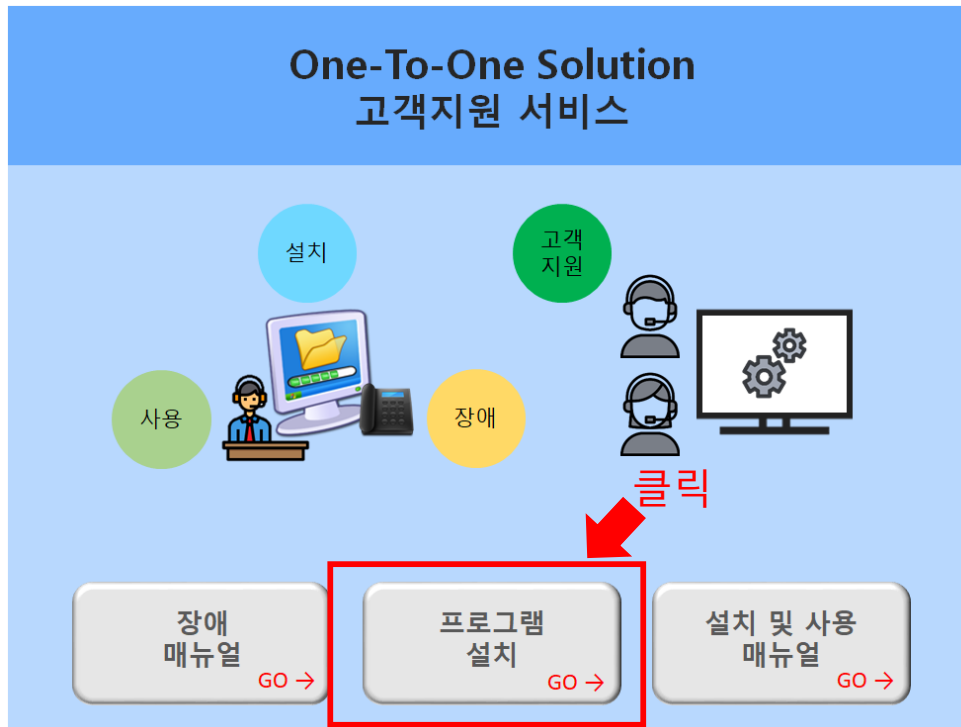 One-To-One Solution
고객지원 서비스
설치
고객
지원
사용
장애
클릭
장애
매뉴얼
GO →
프로그램
설치
GO →
설치 및 사용
매뉴얼
GO →